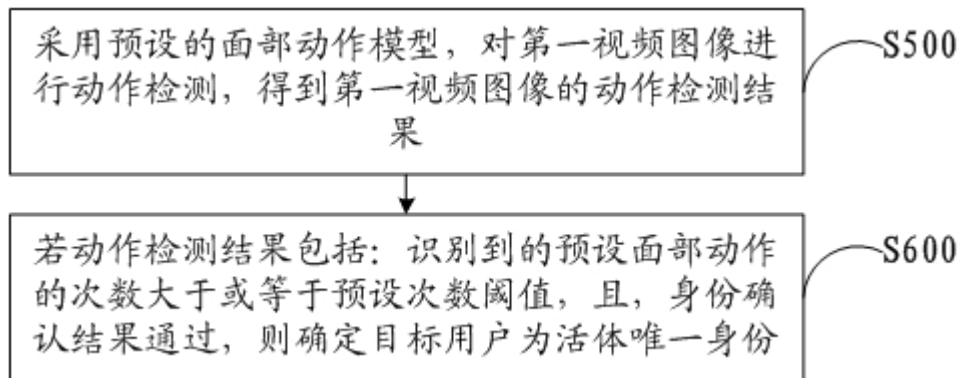 采用预设的面部动作模型，对第一视频图像进
行动作检测，得到第一视频图像的动作检测结
果
S500
若动作检测结果包括：识别到的预设面部动作
的次数大于或等于预设次数阈值，且，身份确
认结果通过，则确定目标用户为活体唯一身份
S600